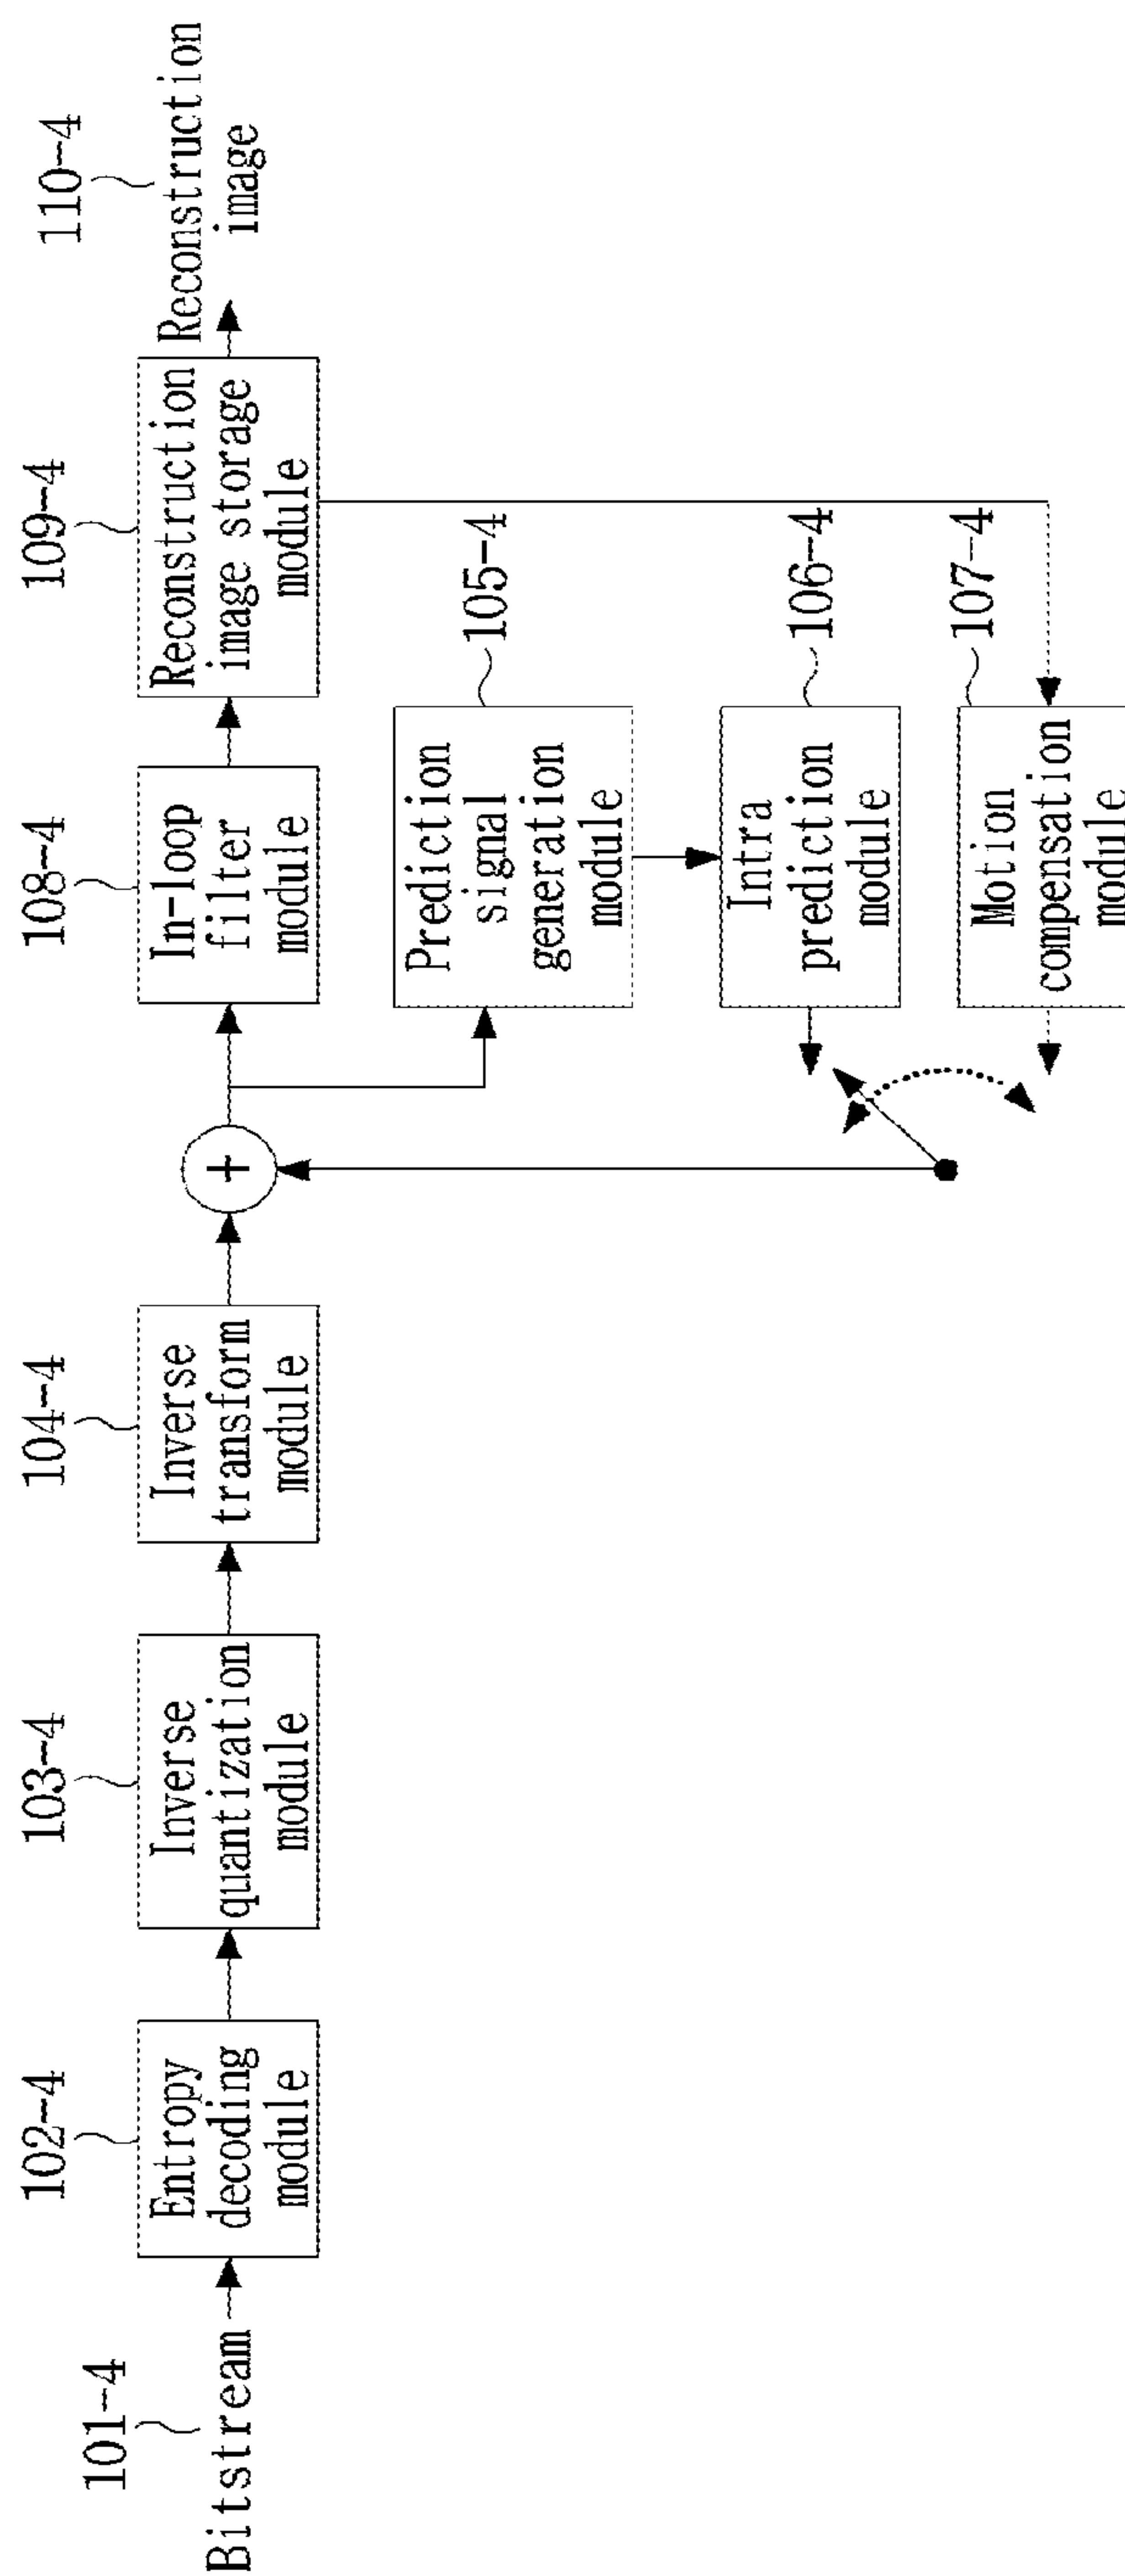 101-4
Bitstream
102-4
Entropy
decoding
module
103-4
Inverse
quantization
module
104-4
Inverse
transform
module
+
108-4
In-loop
filter
module
109-4
Reconstruction
image storage
module
110-4
Reconstruction
image
105-4
Prediction
signal
generation
module
106-4
Intra
prediction
module
107-4
Motion
compensation
module